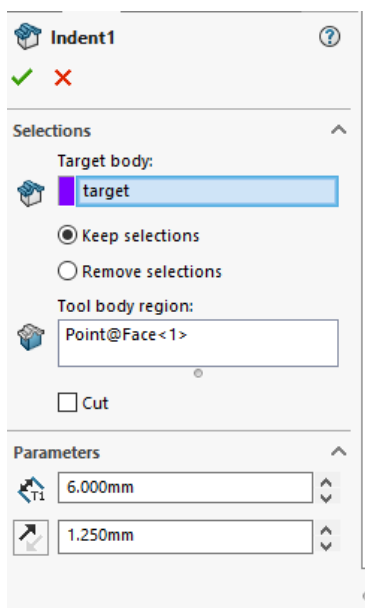 Indent1
Selections
Target body:
target
Keep selections
Remove selections
Tool body region:
Point@Face<1>
Cut
Parameters
T1
6.000mm
1.250mm